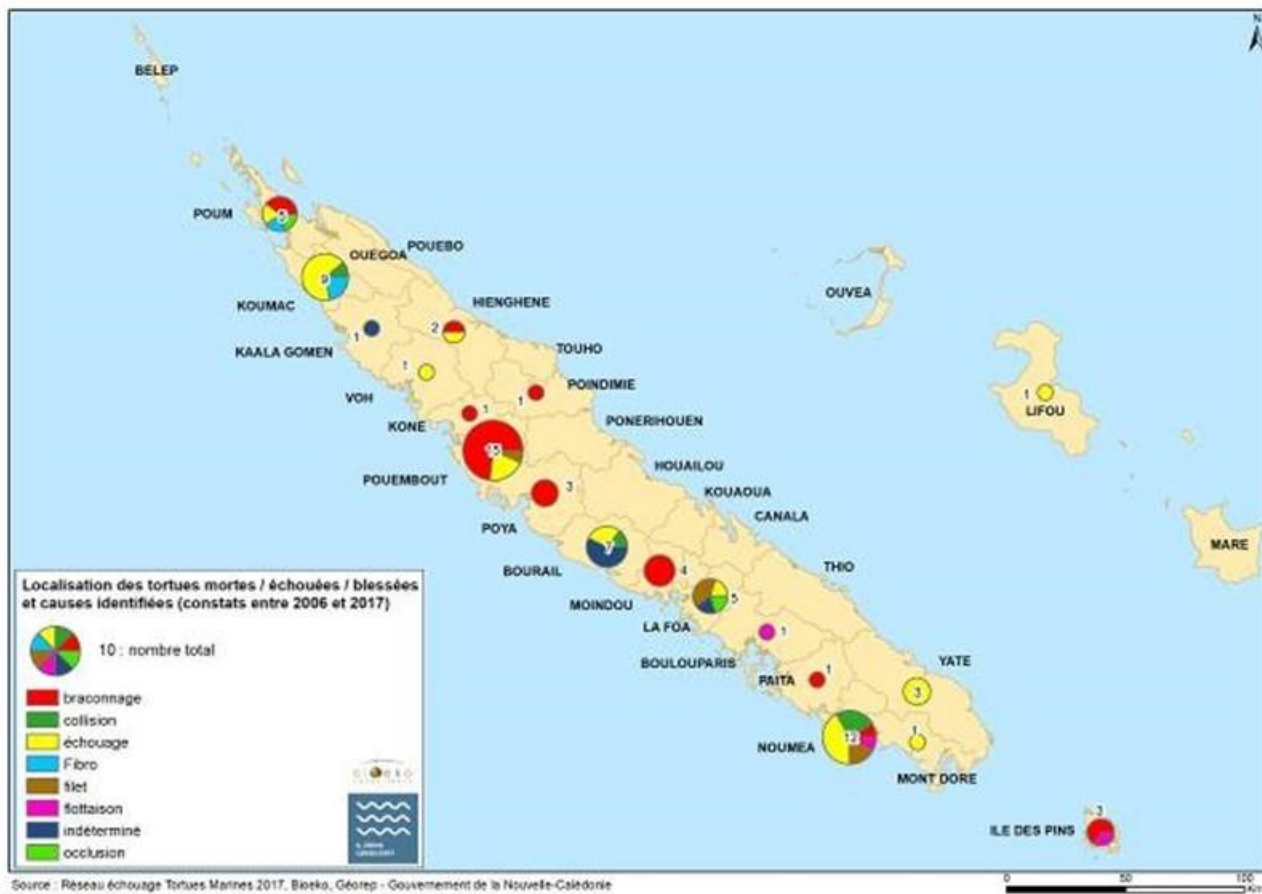 N
BELEP
POUM
5
OUEGOA
POUEBO
9
KOUMAC
HIENGHENE
OUVEA
1
2
KAALA GOMEN
TOUHO
1
POINDIMIE
1
1
LIFOU
VOH
1
KONE
PONERIHOUEN
15
HOUAILOU
POUEMBOUT
3
KOUAOUA
POYA
CANALA
MARE
7
BOURAIL
4
THIO
MOINDOU
5
LA FOA
1
BOULOUPARIS
YATE
1
PAITA
3
12
1
NOUMEA
MONT DORE
3
ILE DES PINS
Localisation des tortues mortes / échouées / blessées
et causes identifiées (constats entre 2006 et 2017)
10 : nombre total
braconnage
collision
échouage
Fibro
filet
flottaison
indéterminé
occlusion
bioeko
0 50 100
Km
Source : Réseau échouage Tortues Marines 2017, Bioeko, Géorep - Gouvernement de la Nouvelle-Calédonie